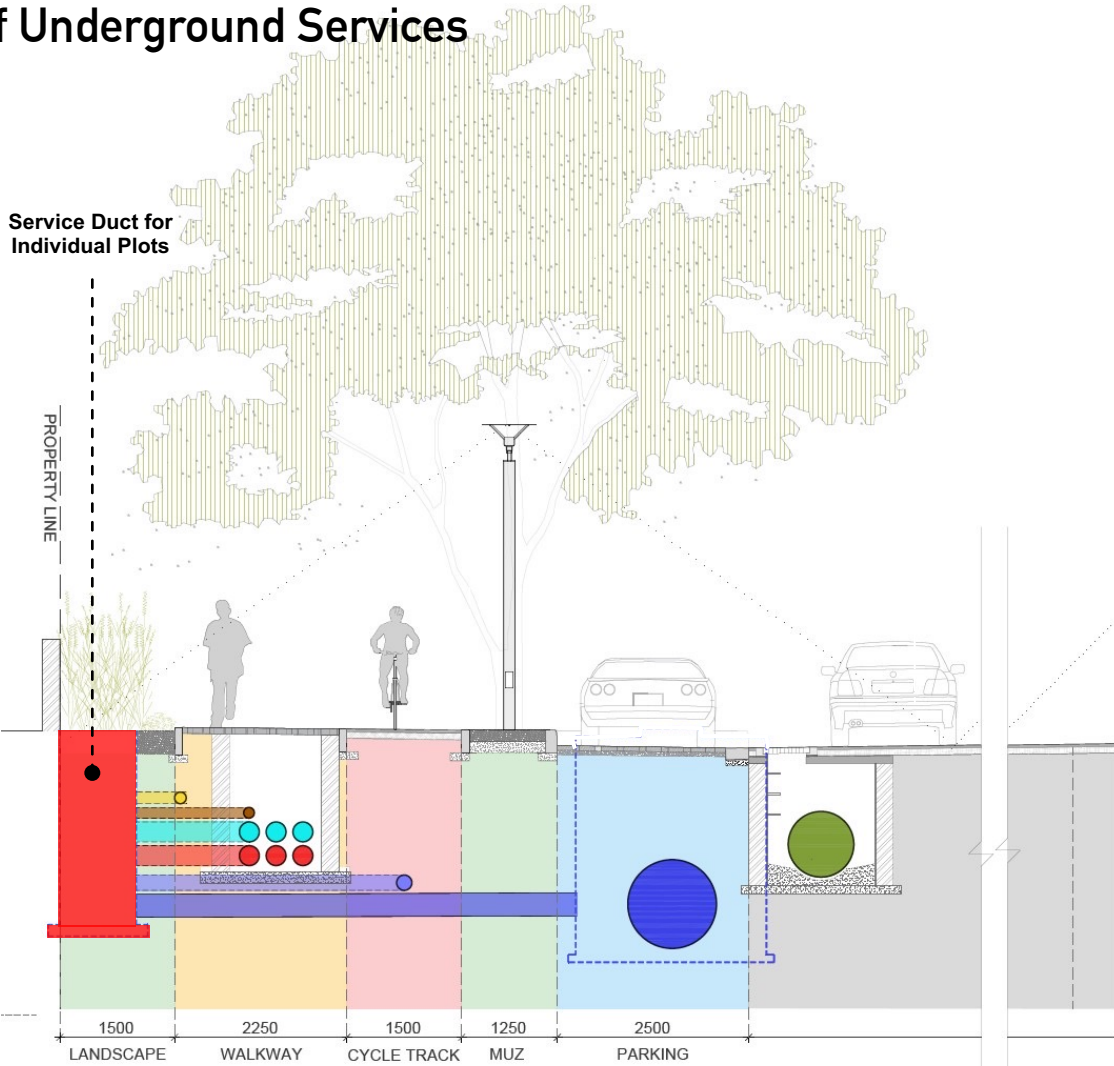 f Underground Services
Service Duct for
Individual Plots
PROPERTY LINE
1500
2250
1500
1250
2500
LANDSCAPE
WALKWAY
CYCLE TRACK
MUZ
PARKING